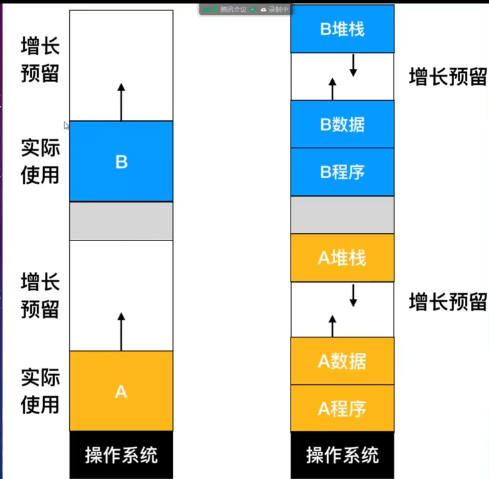 腾讯会议 录制中
增长
预留
实际
使用
B
增长
预留
实际
使用
A
操作系统
B堆栈
增长预留
B数据
B程序
A堆栈
增长预留
A数据
A程序
操作系统